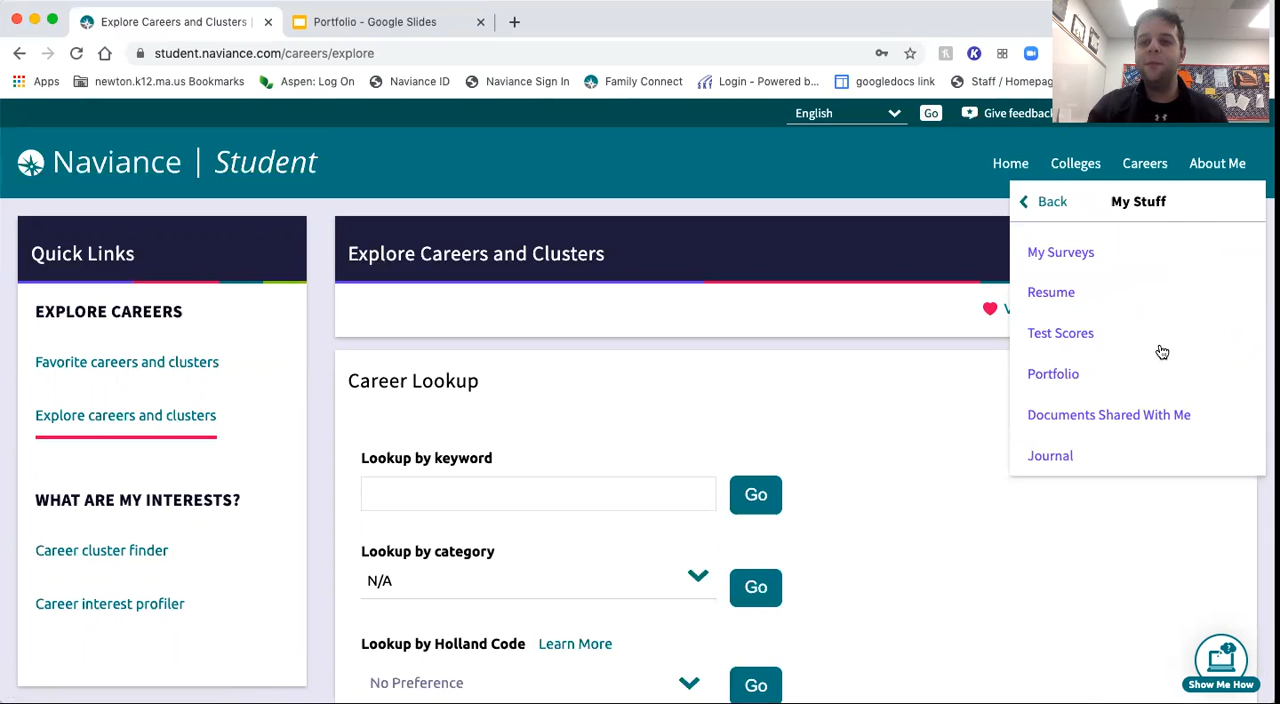 Explore Careers and Clusters |
Portfolio - Google Slides
student.naviance.com/careers/explore
Apps
newton.k12.ma.us Bookmarks
Aspen: Log On
Naviance ID
Naviance Sign In
Family Connect
Login - Powered b...
googledocs link
Staff / Homepag
English
Go
Give feedback
Naviance | Student
Home
Colleges
Careers
About Me
Back
My Stuff
My Surveys
Resume
Test Scores
Portfolio
Documents Shared With Me
Journal
Quick Links
EXPLORE CAREERS
Favorite careers and clusters
Explore careers and clusters
WHAT ARE MY INTERESTS?
Career cluster finder
Career interest profiler
Explore Careers and Clusters
Career Lookup
Lookup by keyword
Go
Lookup by category
N/A
Go
Lookup by Holland Code
Learn More
No Preference
Go
Show Me How